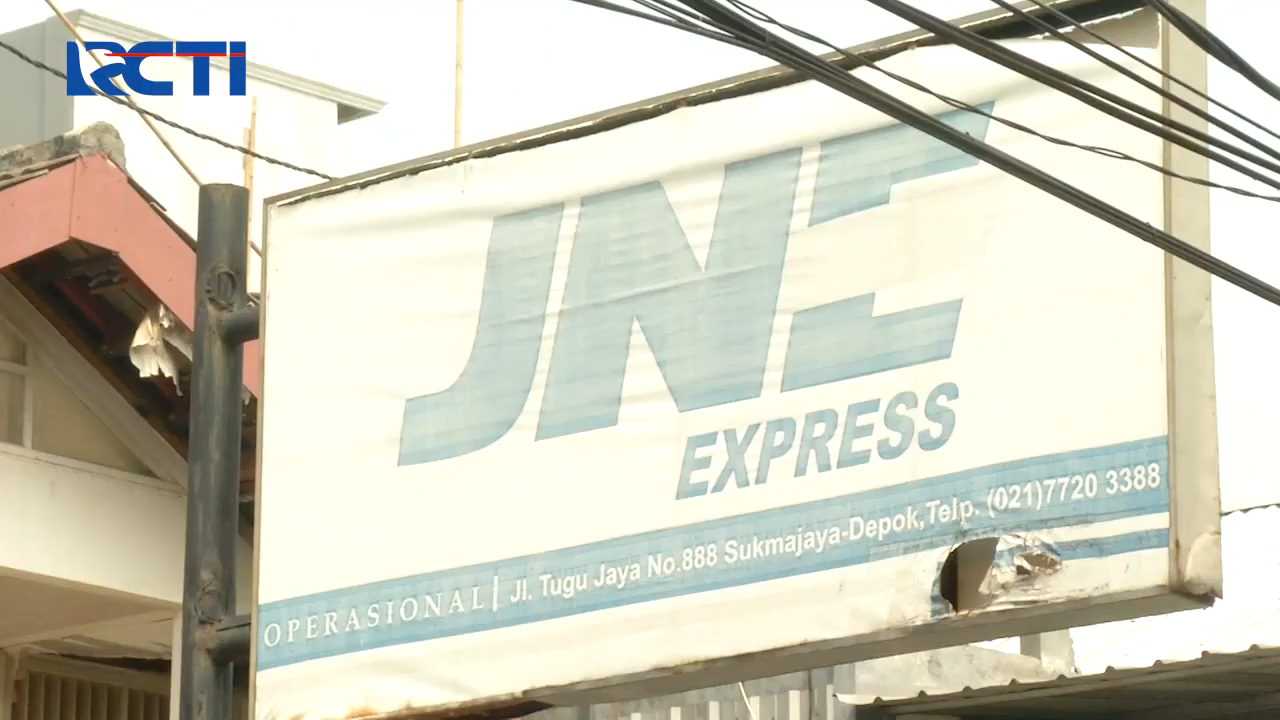 RCTI
JNE
EXPRESS
OPERASIONAL | Jl. Tugu Jaya No.888 Sukmajaya-Depok,Telp. (021)7720 3388